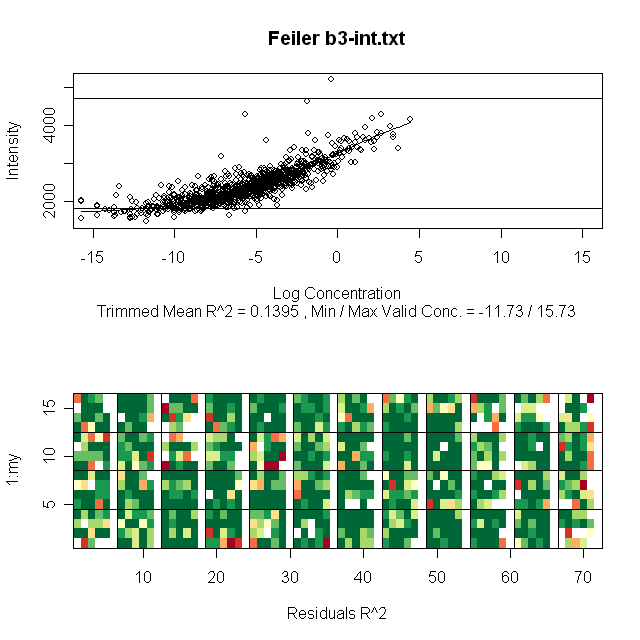 Feiler b3-int.txt
Intensity
4000
2000
-15 -10 -5 0 5 10 15
Log Concentration
Trimmed Mean R^2 = 0.1395 , Min / Max Valid Conc. = -11.73 / 15.73
1:my
15
10
5
10 20 30 40 50 60 70
Residuals R^2